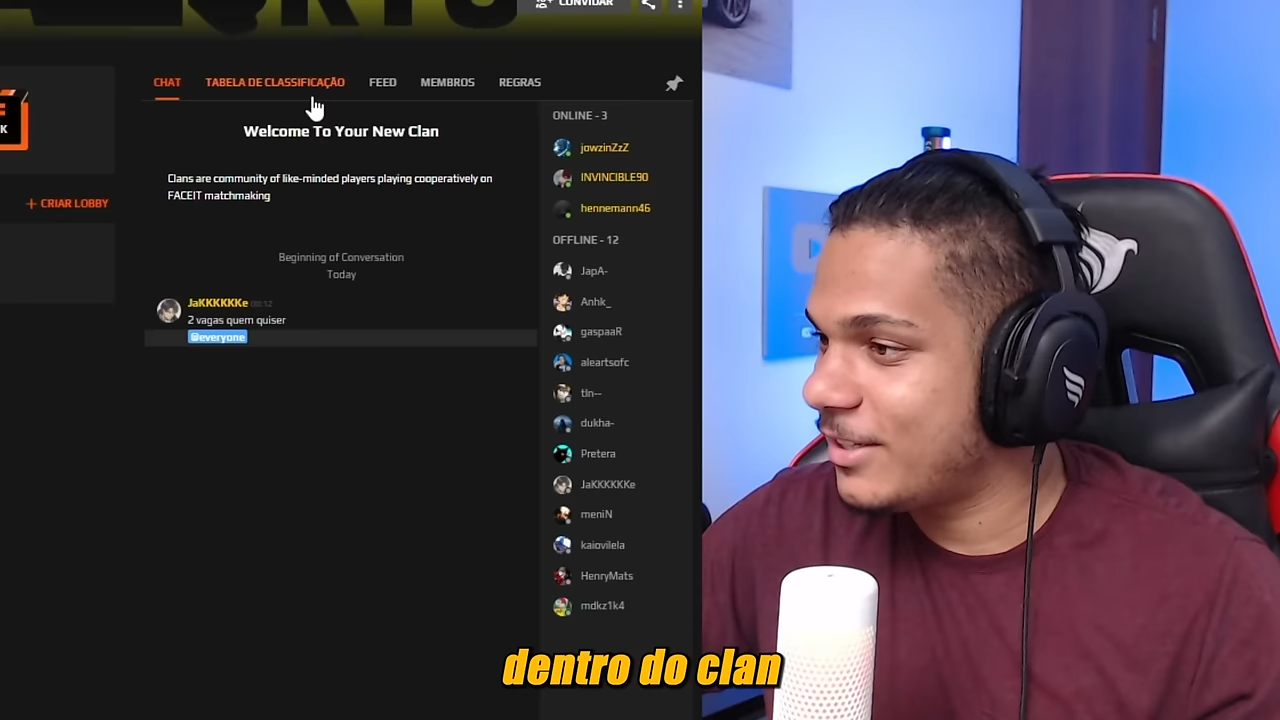 CONVIDAR
CHAT
TABELA DE CLASSIFICAÇÃO
FEED
MEMBROS
REGRAS
K
Welcome To Your New Clan
Clans are community of like-minded players playing cooperatively on
FACEIT matchmaking
+ CRIAR LOBBY
Beginning of Conversation
Today
JaKKKKKKe 00:52
2 vagas quem quiser
@everyone
ONLINE - 3
jowzinZzZ
INVINCIBLE90
hennemann46
OFFLINE - 12
JapA-
Anhk_
gaspaaR
aleartsofc
tln--
dukha-
Pretera
JaKKKKKKe
meniN
kaiovilela
HenryMats
mdkz1k4
dentro do clan